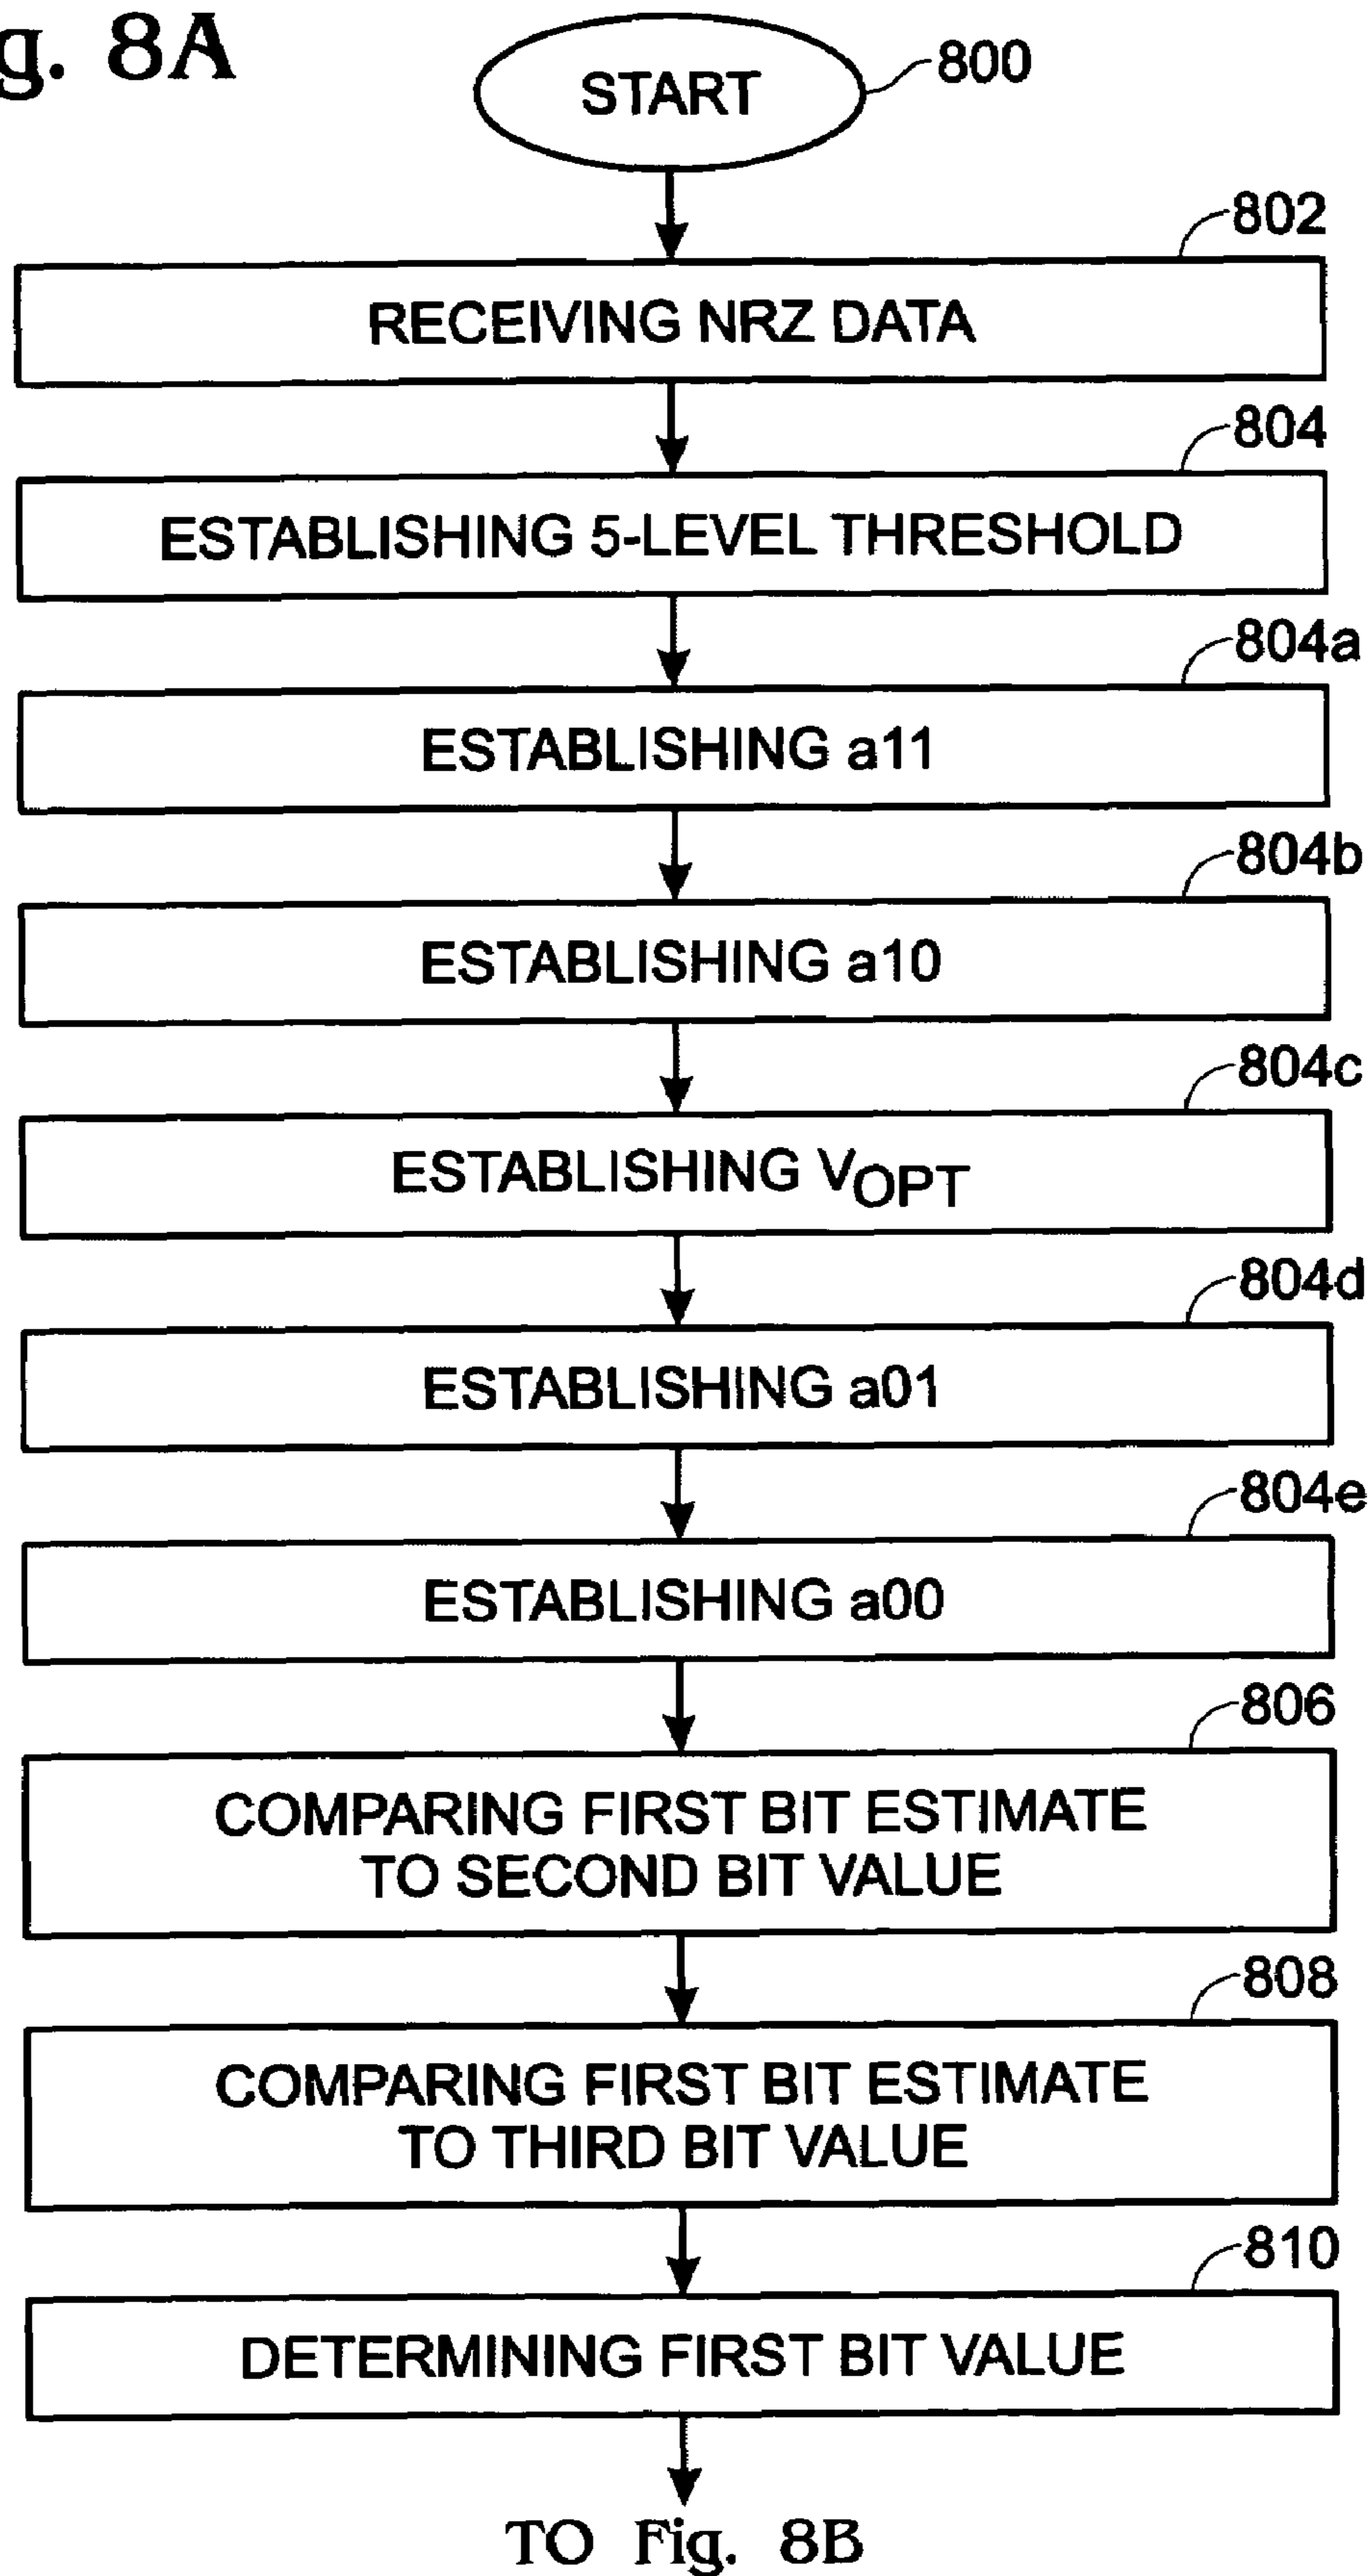 g. 8A
START
800
802
RECEIVING NRZ DATA
804
ESTABLISHING 5-LEVEL THRESHOLD
804a
ESTABLISHING a11
804b
ESTABLISHING a10
804c
ESTABLISHING VOPT
804d
ESTABLISHING a01
804e
ESTABLISHING a00
806
COMPARING FIRST BIT ESTIMATE
TO SECOND BIT VALUE
808
COMPARING FIRST BIT ESTIMATE
TO THIRD BIT VALUE
810
DETERMINING FIRST BIT VALUE
TO Fig. 8B